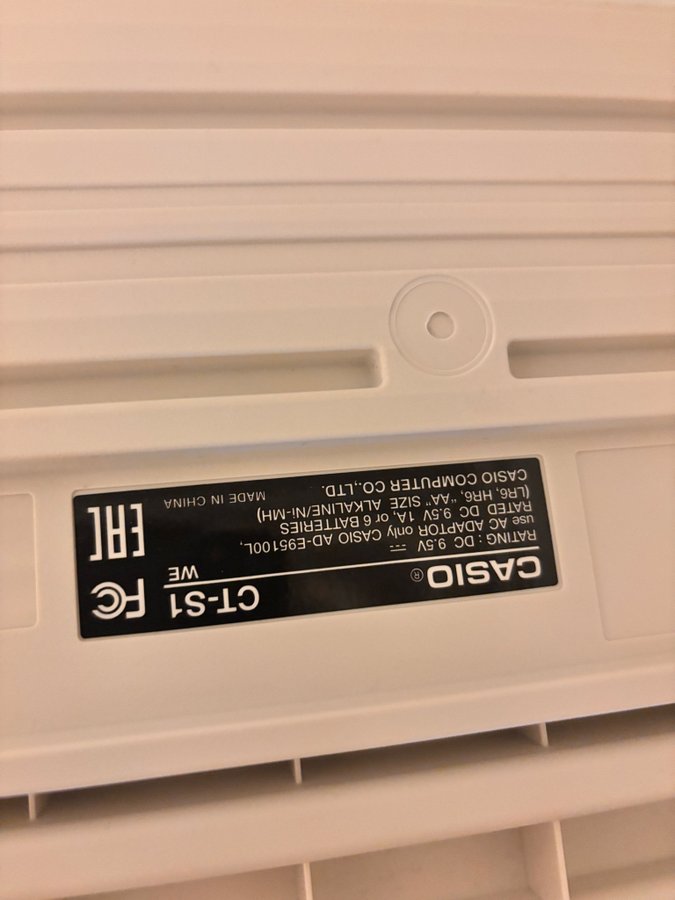 CASIO®
CT-S1
WE
RATING: DC 9.5V ⎓
use AC ADAPTOR only CASIO AD-E95100L,
RATED DC 9.5V 1A, or 6 BATTERIES
(LR6, HR6, "AA" SIZE ALKALINE/NI-MH)
CASIO COMPUTER CO.,LTD.
MADE IN CHINA
FC
EAC